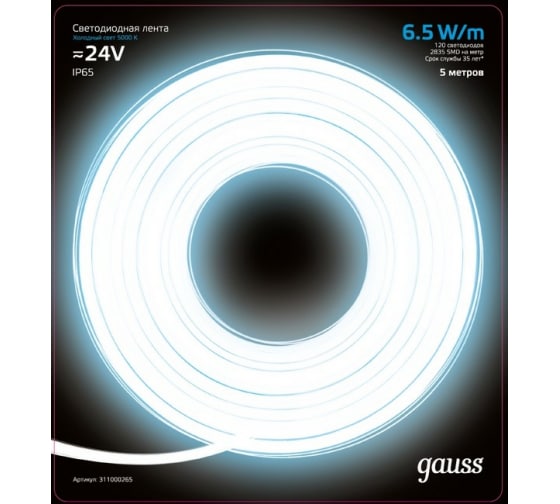 Светодиодная лента
Холодный свет 5000 К
≂24V
IP65
6.5 W/m
120 светодиодов
2835 SMD на метр
Срок службы 35 лет*
5 метров
gauss
Артикул: 311000265